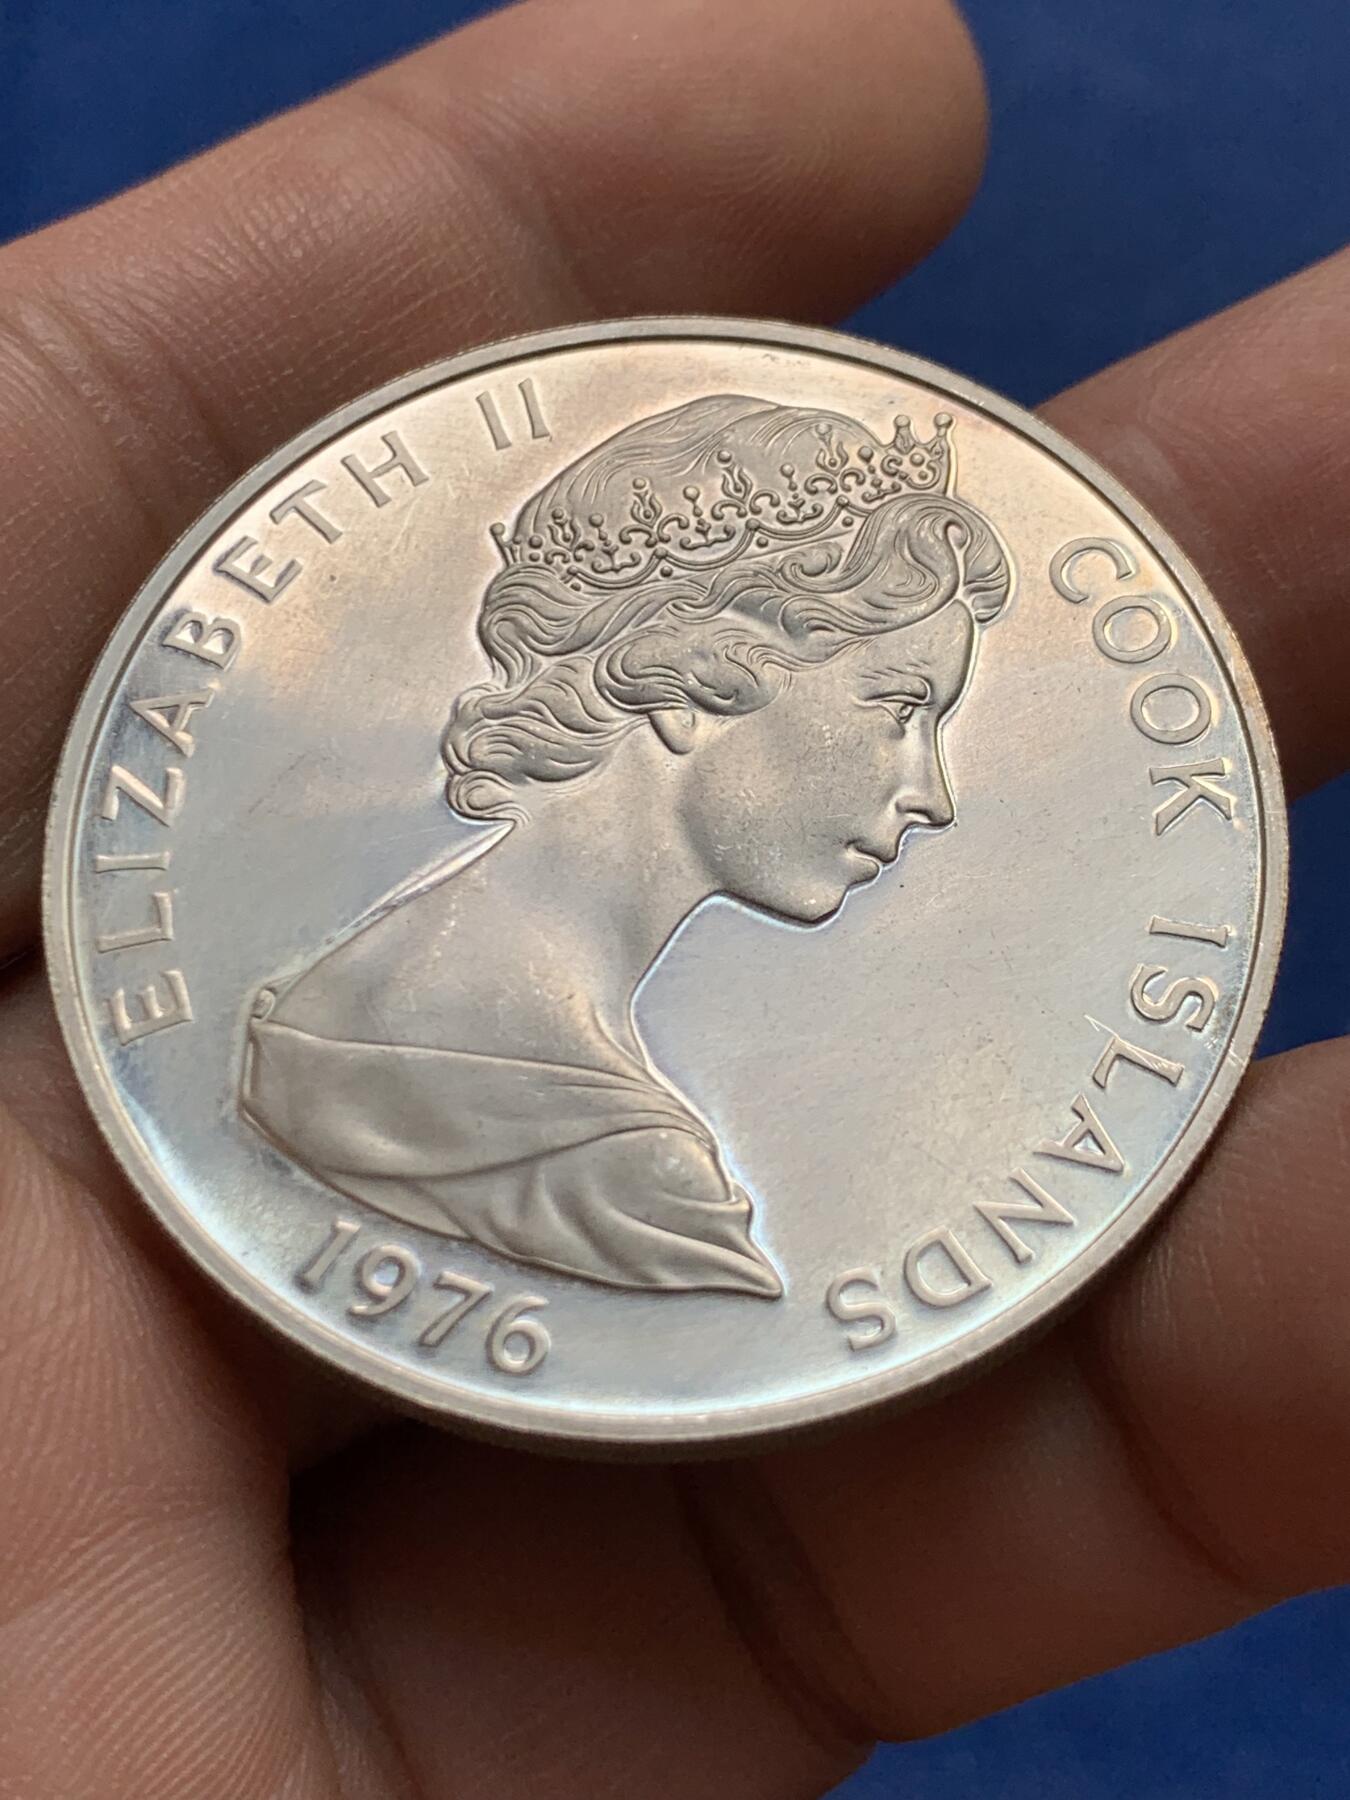 ELIZABETH II
COOK ISLANDS
1976